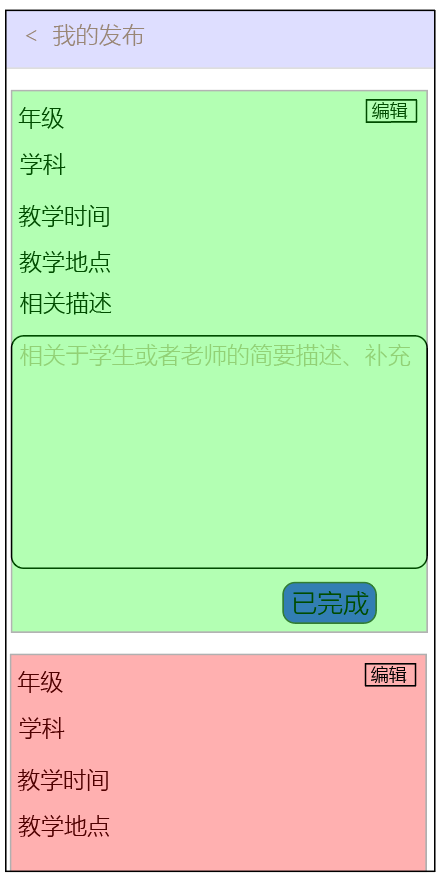 < 我的发布
年级 编辑
学科
教学时间
教学地点
相关描述
相关于学生或者老师的简要描述、补充
已完成
年级 编辑
学科
教学时间
教学地点